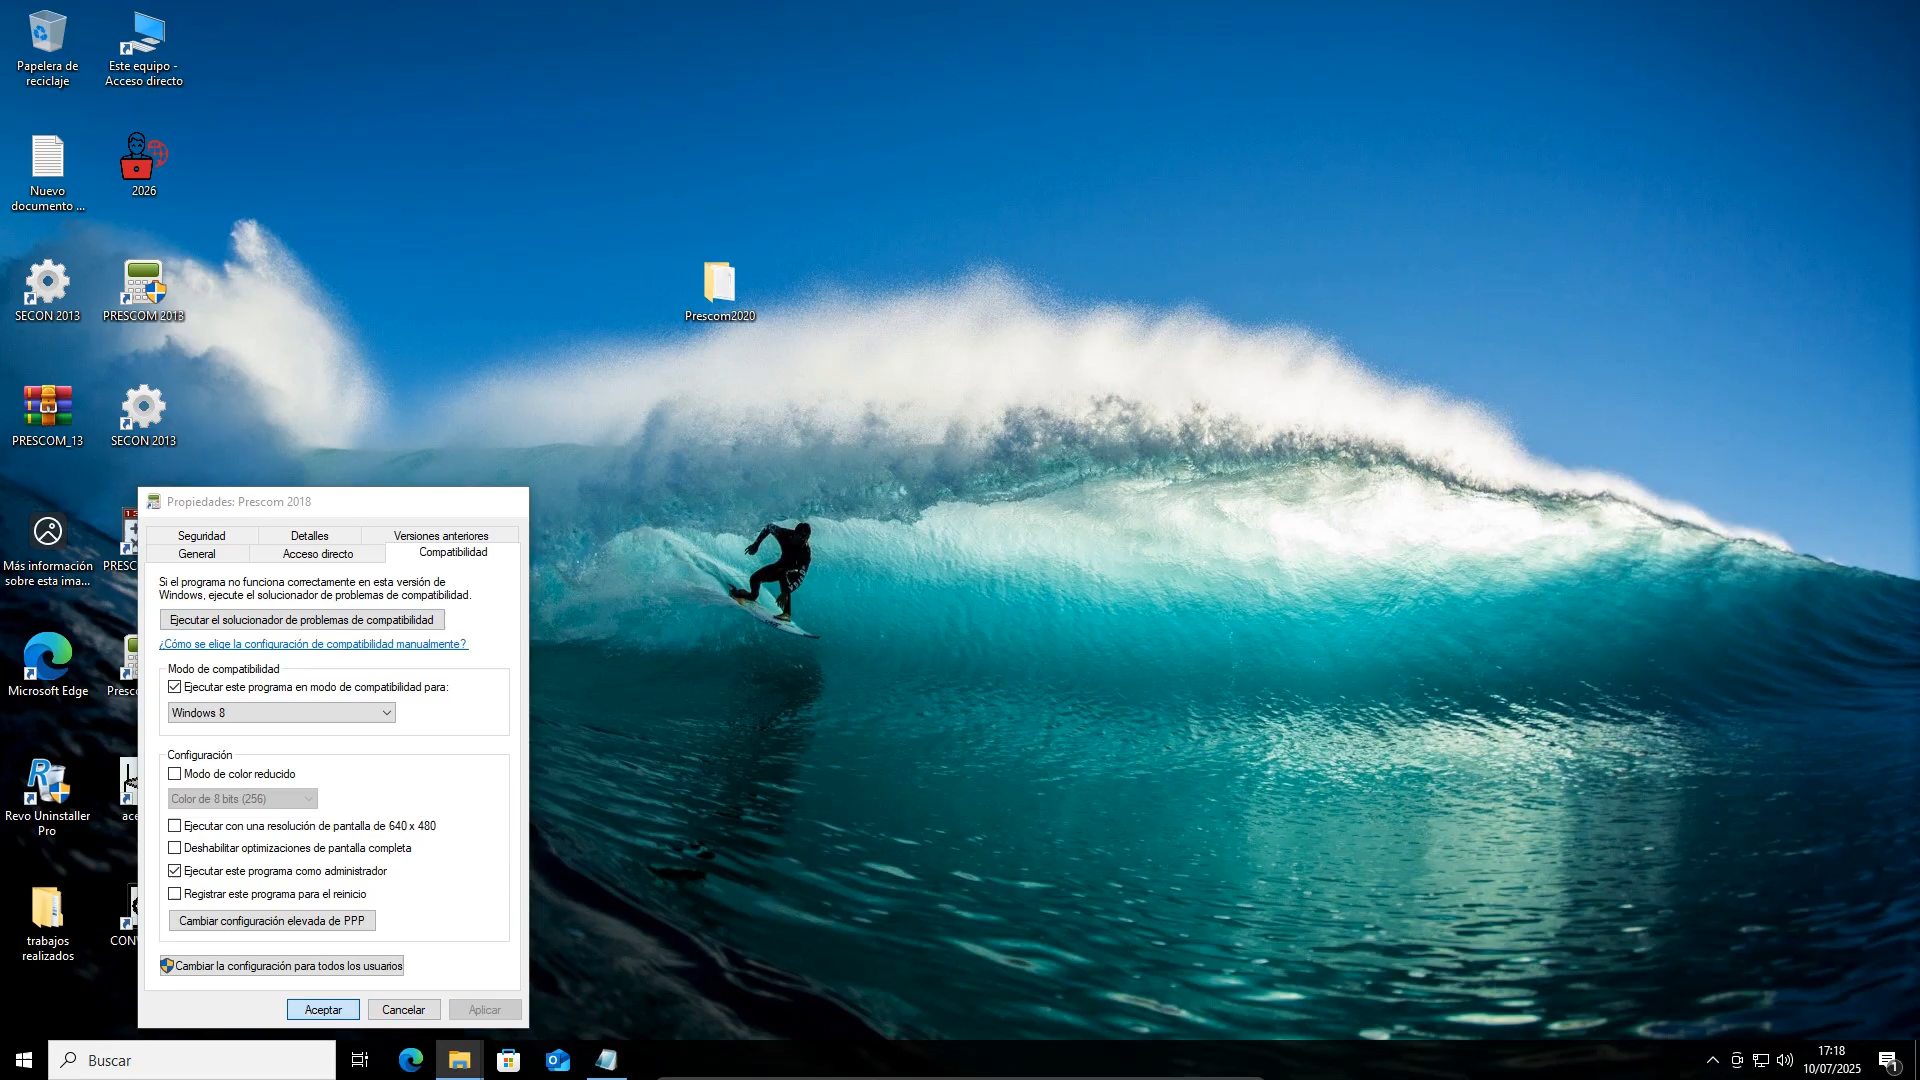 Papelera de
reciclaje
Este equipo -
Acceso directo
Nuevo
documento ...
2026
SECON 2013
PRESCOM 2013
Prescom2020
PRESCOM_13
SECON 2013
Más información
sobre esta ima...
PRESC
Microsoft Edge
Presco
Revo Uninstaller
Pro
ace
trabajos
realizados
CON
Propiedades: Prescom 2018
Seguridad
Detalles
Versiones anteriores
General
Acceso directo
Compatibilidad
Si el programa no funciona correctamente en esta versión de
Windows, ejecute el solucionador de problemas de compatibilidad.
Ejecutar el solucionador de problemas de compatibilidad
¿Cómo se elige la configuración de compatibilidad manualmente?
Modo de compatibilidad
Ejecutar este programa en modo de compatibilidad para:
Windows 8
Configuración
Modo de color reducido
Color de 8 bits (256)
Ejecutar con una resolución de pantalla de 640 x 480
Deshabilitar optimizaciones de pantalla completa
Ejecutar este programa como administrador
Registrar este programa para el reinicio
Cambiar configuración elevada de PPP
Cambiar la configuración para todos los usuarios
Aceptar
Cancelar
Aplicar
Buscar
17:18
10/07/2025
1